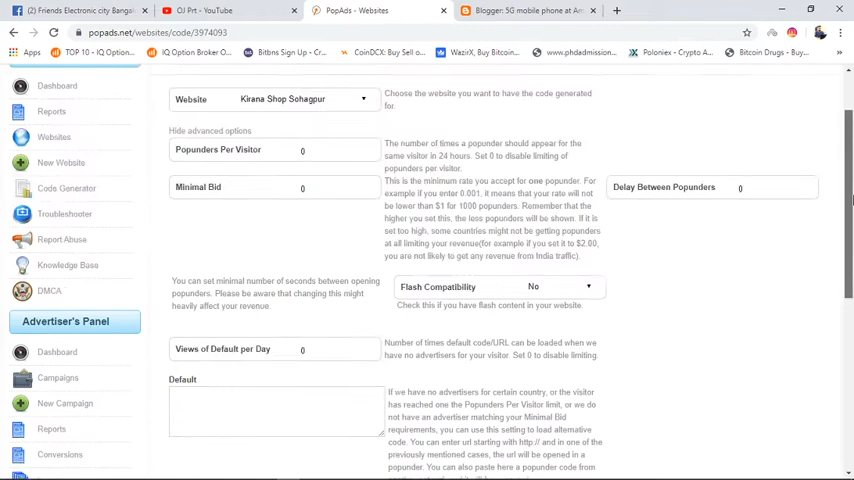 (2) Friends Electronic city Bangal
OJ Prt - YouTube
PopAds - Websites
Blogger: 5G mobile phone at Am
popads.net/websites/code/3974093
Apps
TOP 10 - IQ Option...
IQ Option Broker O...
Bitbns Sign Up - Cr...
CoinDCX: Buy Sell o...
WazirX, Buy Bitcoin...
www.phdadmission...
Poloniex - Crypto A...
Bitcoin Drugs - Buy...
Dashboard
Reports
Websites
New Website
Code Generator
Troubleshooter
Report Abuse
Knowledge Base
DMCA
Advertiser's Panel
Dashboard
Campaigns
New Campaign
Reports
Conversions
Website Kirana Shop Sohagpur
Choose the website you want to have the code generated
for.
Hide advanced options
Popunders Per Visitor 0
The number of times a popunder should appear for the
same visitor in 24 hours. Set 0 to disable limiting of
popunders per visitor.
Minimal Bid 0
This is the minimum rate you accept for one popunder. For
example if you enter 0.001, it means that your rate will not
be lower than $1 for 1000 popunders. Remember that the
higher you set this, the less popunders will be shown. If it is
set too high, some countries might not be getting popunders
at all limiting your revenue(for example if you set it to $2.00,
you are not likely to get any revenue from India traffic).
Delay Between Popunders 0
You can set minimal number of seconds between opening
popunders. Please be aware that changing this might
heavily affect your revenue.
Flash Compatibility No
Check this if you have flash content in your website.
Views of Default per Day 0
Number of times default code/URL can be loaded when we
have no advertisers for your visitor. Set 0 to disable limiting.
Default
If we have no advertisers for certain country, or the visitor
has reached one the Popunders Per Visitor limit, or we do
not have an advertiser matching your Minimal Bid
requirements, you can use this setting to load alternative
code. You can enter url starting with http:// and in one of the
previously mentioned cases, the url will be opened in a
popunder. You can also paste here a popunder code from